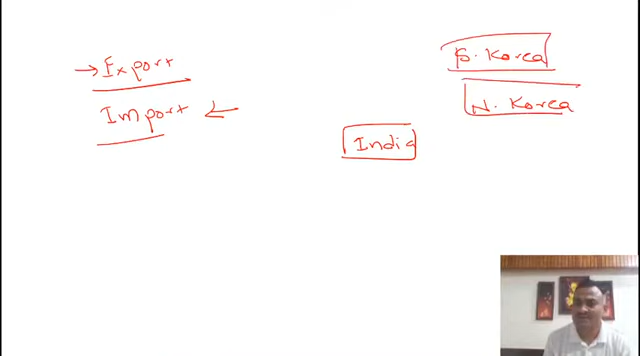 → Export
Import ←
S. Korea
N. Korea
India